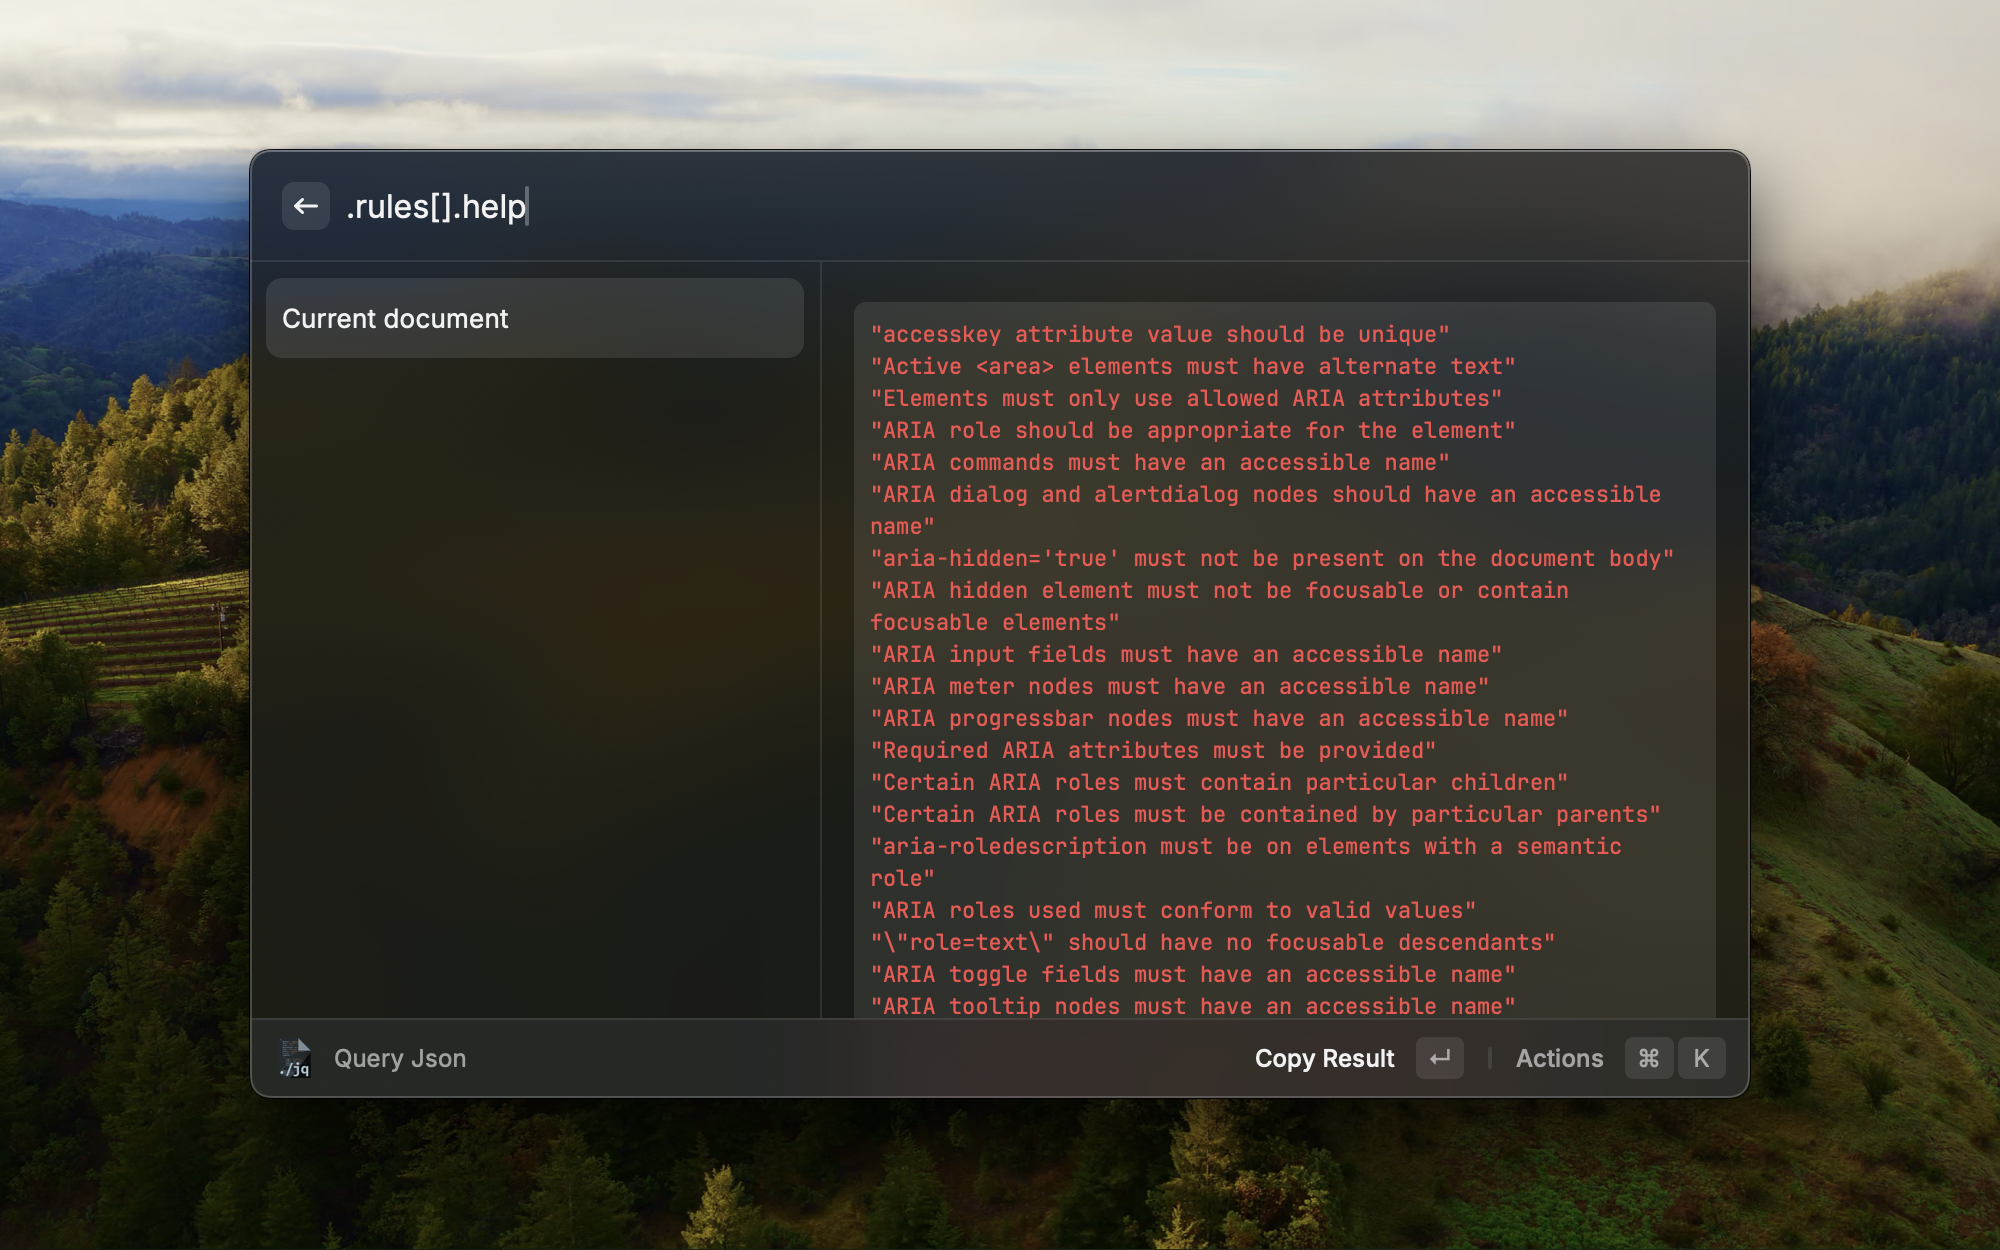 .rules[].help
Current document
"accesskey attribute value should be unique"
"Active <area> elements must have alternate text"
"Elements must only use allowed ARIA attributes"
"ARIA role should be appropriate for the element"
"ARIA commands must have an accessible name"
"ARIA dialog and alertdialog nodes should have an accessible
name"
"aria-hidden='true' must not be present on the document body"
"ARIA hidden element must not be focusable or contain
focusable elements"
"ARIA input fields must have an accessible name"
"ARIA meter nodes must have an accessible name"
"ARIA progressbar nodes must have an accessible name"
"Required ARIA attributes must be provided"
"Certain ARIA roles must contain particular children"
"Certain ARIA roles must be contained by particular parents"
"aria-roledescription must be on elements with a semantic
role"
"ARIA roles used must conform to valid values"
"\"role=text\" should have no focusable descendants"
"ARIA toggle fields must have an accessible name"
"ARIA tooltip nodes must have an accessible name"
./jq Query Json
Copy Result ↵ | Actions ⌘ K